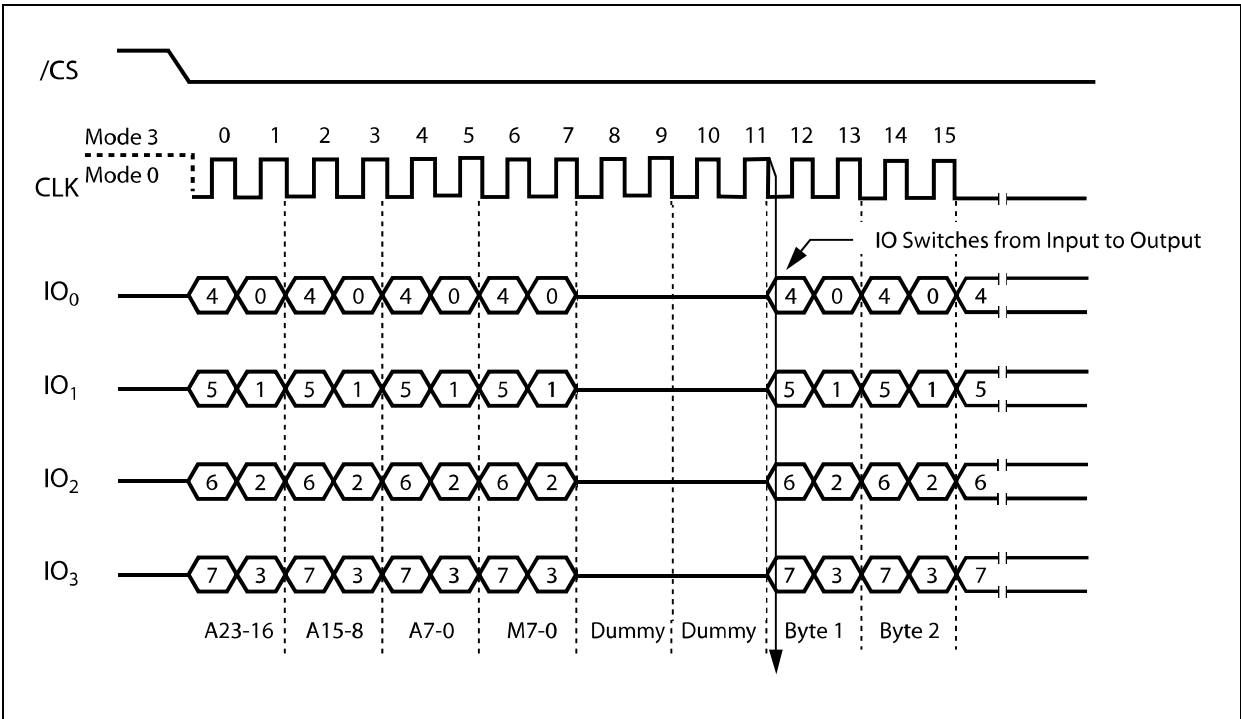 /CS
Mode 3
0 1 2 3 4 5 6 7 8 9 10 11 12 13 14 15
CLK
Mode 0
IO Switches from Input to Output
IO0 4 0 4 0 4 0 4 0 4 0 4 0 4
IO1 5 1 5 1 5 1 5 1 5 1 5 1 5
IO2 6 2 6 2 6 2 6 2 6 2 6 2 6
IO3 7 3 7 3 7 3 7 3 7 3 7 3 7
A23-16 A15-8 A7-0 M7-0 Dummy Dummy Byte 1 Byte 2